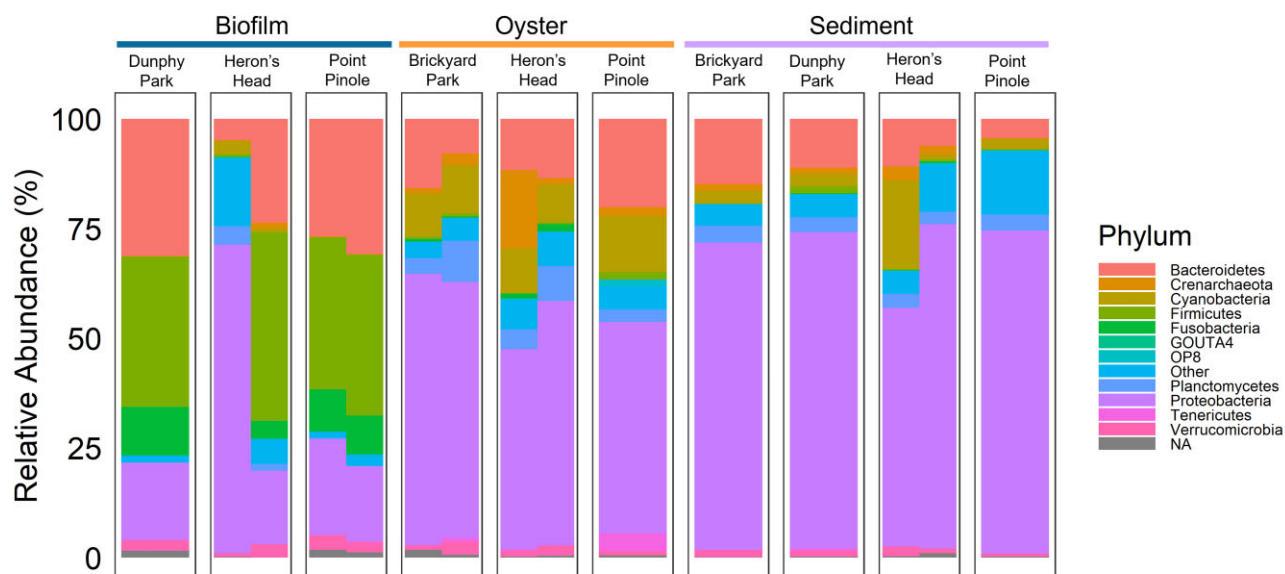 Biofilm Oyster Sediment
Dunphy Park Heron's Head Point Pinole Brickyard Park Heron's Head Point Pinole Brickyard Park Dunphy Park Heron's Head Point Pinole
Relative Abundance (%)
100
75
50
25
0
Phylum
Bacteroidetes
Crenarchaeota
Cyanobacteria
Firmicutes
Fusobacteria
GOUTA4
OP8
Other
Planctomycetes
Proteobacteria
Tenericutes
Verrucomicrobia
NA